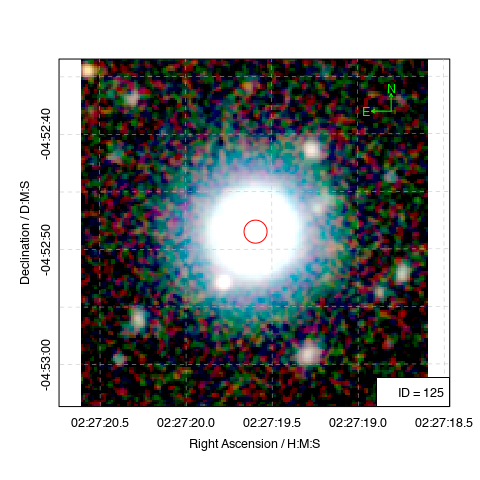 N
E
-04:52:40
-04:52:50
-04:53:00
Declination / D:M:S
ID = 125
02:27:20.5 02:27:20.0 02:27:19.5 02:27:19.0 02:27:18.5
Right Ascension / H:M:S